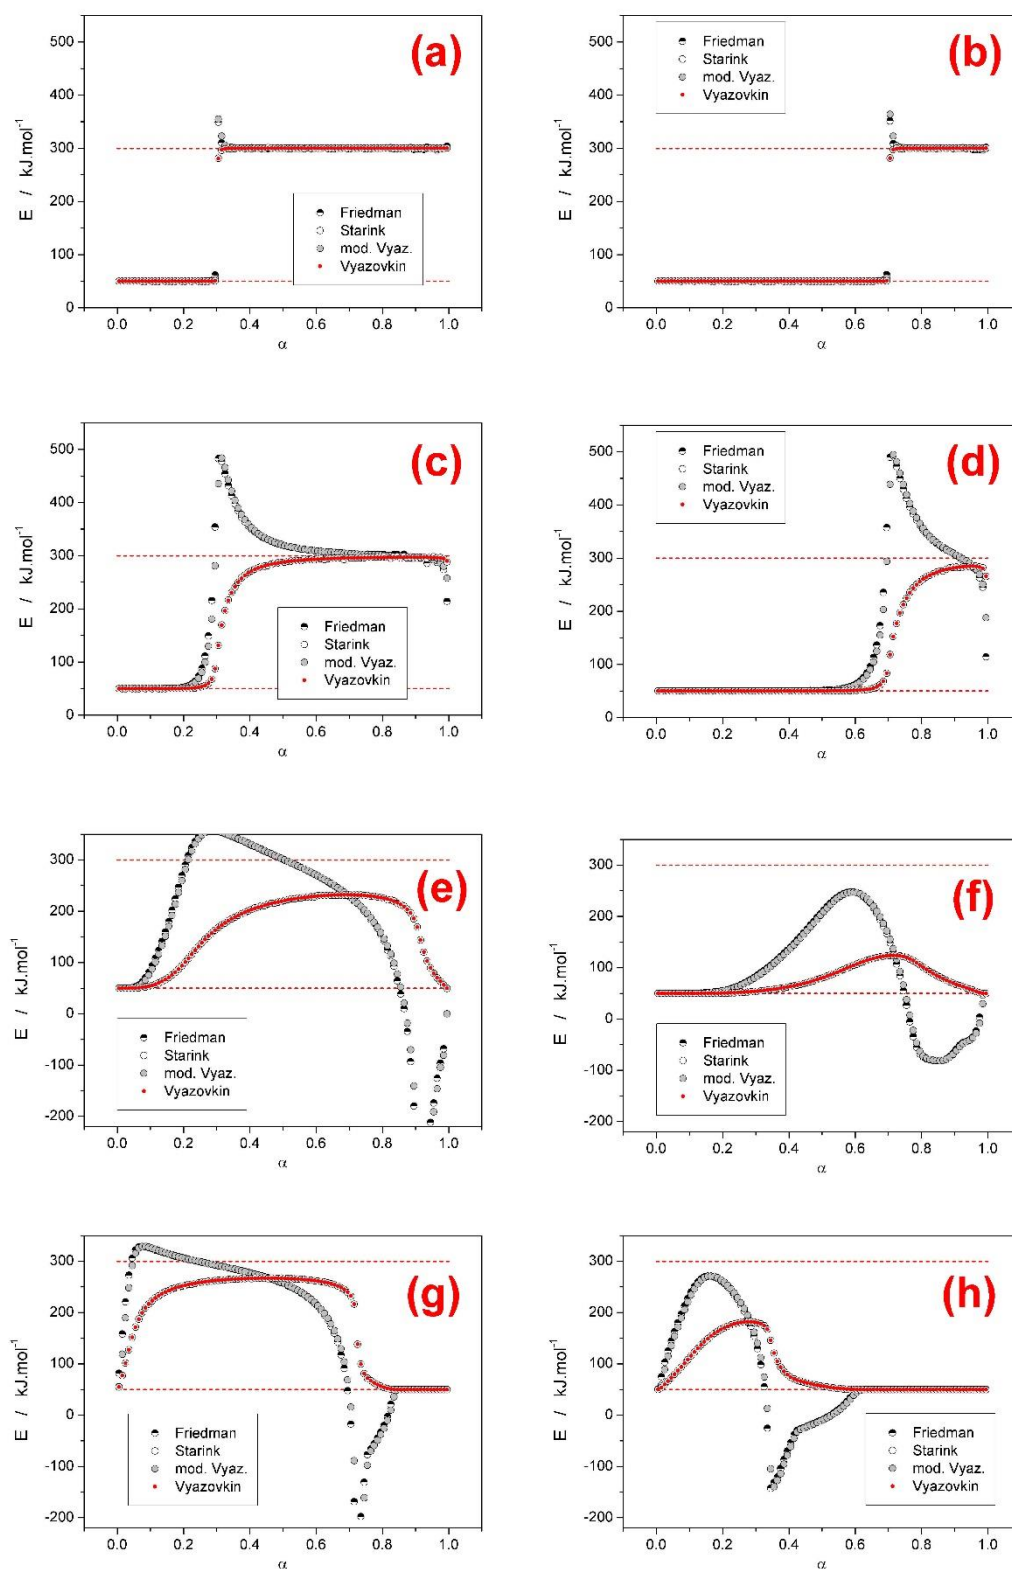 (a)
500
400
300
200
100
0
E / kJ.mol-1
Friedman
Starink
mod. Vyaz.
Vyazovkin
0.0 0.2 0.4 0.6 0.8 1.0
α
(b)
500
400
300
200
100
0
E / kJ.mol-1
Friedman
Starink
mod. Vyaz.
Vyazovkin
0.0 0.2 0.4 0.6 0.8 1.0
α
(c)
500
400
300
200
100
0
E / kJ.mol-1
Friedman
Starink
mod. Vyaz.
Vyazovkin
0.0 0.2 0.4 0.6 0.8 1.0
α
(d)
500
400
300
200
100
0
E / kJ.mol-1
Friedman
Starink
mod. Vyaz.
Vyazovkin
0.0 0.2 0.4 0.6 0.8 1.0
α
(e)
300
200
100
0
-100
-200
E / kJ.mol-1
Friedman
Starink
mod. Vyaz.
Vyazovkin
0.0 0.2 0.4 0.6 0.8 1.0
α
(f)
300
200
100
0
-100
-200
E / kJ.mol-1
Friedman
Starink
mod. Vyaz.
Vyazovkin
0.0 0.2 0.4 0.6 0.8 1.0
α
(g)
300
200
100
0
-100
-200
E / kJ.mol-1
Friedman
Starink
mod. Vyaz.
Vyazovkin
0.0 0.2 0.4 0.6 0.8 1.0
α
(h)
300
200
100
0
-100
-200
E / kJ.mol-1
Friedman
Starink
mod. Vyaz.
Vyazovkin
0.0 0.2 0.4 0.6 0.8 1.0
α